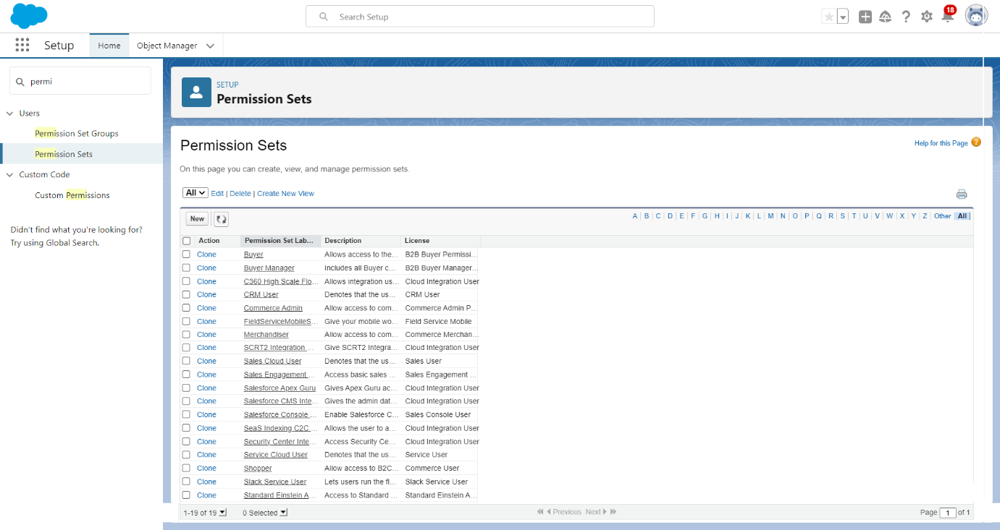 Search Setup
18
Setup
Home
Object Manager
permi
Users
Permission Set Groups
Permission Sets
Custom Code
Custom Permissions
Didn't find what you're looking for?
Try using Global Search.
SETUP
Permission Sets
Permission Sets
Help for this Page ?
On this page you can create, view, and manage permission sets.
All Edit | Delete | Create New View
New
A | B | C | D | E | F | G | H | I | J | K | L | M | N | O | P | Q | R | S | T | U | V | W | X | Y | Z | Other | All
Action Permission Set Lab... Description License
Clone Buyer Allows access to the... B2B Buyer Permissi...
Clone Buyer Manager Includes all Buyer c... B2B Buyer Manager...
Clone C360 High Scale Flo... Allows integration us... Cloud Integration User
Clone CRM User Denotes that the us... CRM User
Clone Commerce Admin Allow access to com... Commerce Admin P...
Clone FieldServiceMobileS... Give your mobile wo... Field Service Mobile
Clone Merchandiser Allow access to com... Commerce Merchan...
Clone SCRT2 Integration ... Give SCRT2 Integra... Cloud Integration User
Clone Sales Cloud User Denotes that the us... Sales User
Clone Sales Engagement ... Access basic sales ... Sales Engagement ...
Clone Salesforce Apex Guru Gives Apex Guru ac... Cloud Integration User
Clone Salesforce CMS Inte... Gives the admin dat... Cloud Integration User
Clone Salesforce Console ... Enable Salesforce C... Sales Console User
Clone SeaS Indexing C2C ... Allows the user to a... Cloud Integration User
Clone Security Center Inte... Access Security Ce... Cloud Integration User
Clone Service Cloud User Denotes that the us... Service User
Clone Shopper Allow access to B2C... Commerce User
Clone Slack Service User Lets users run the fl... Slack Service User
Clone Standard Einstein A... Access to Standard ... Standard Einstein A...
1-19 of 19 0 Selected Previous Next Page 1 of 1